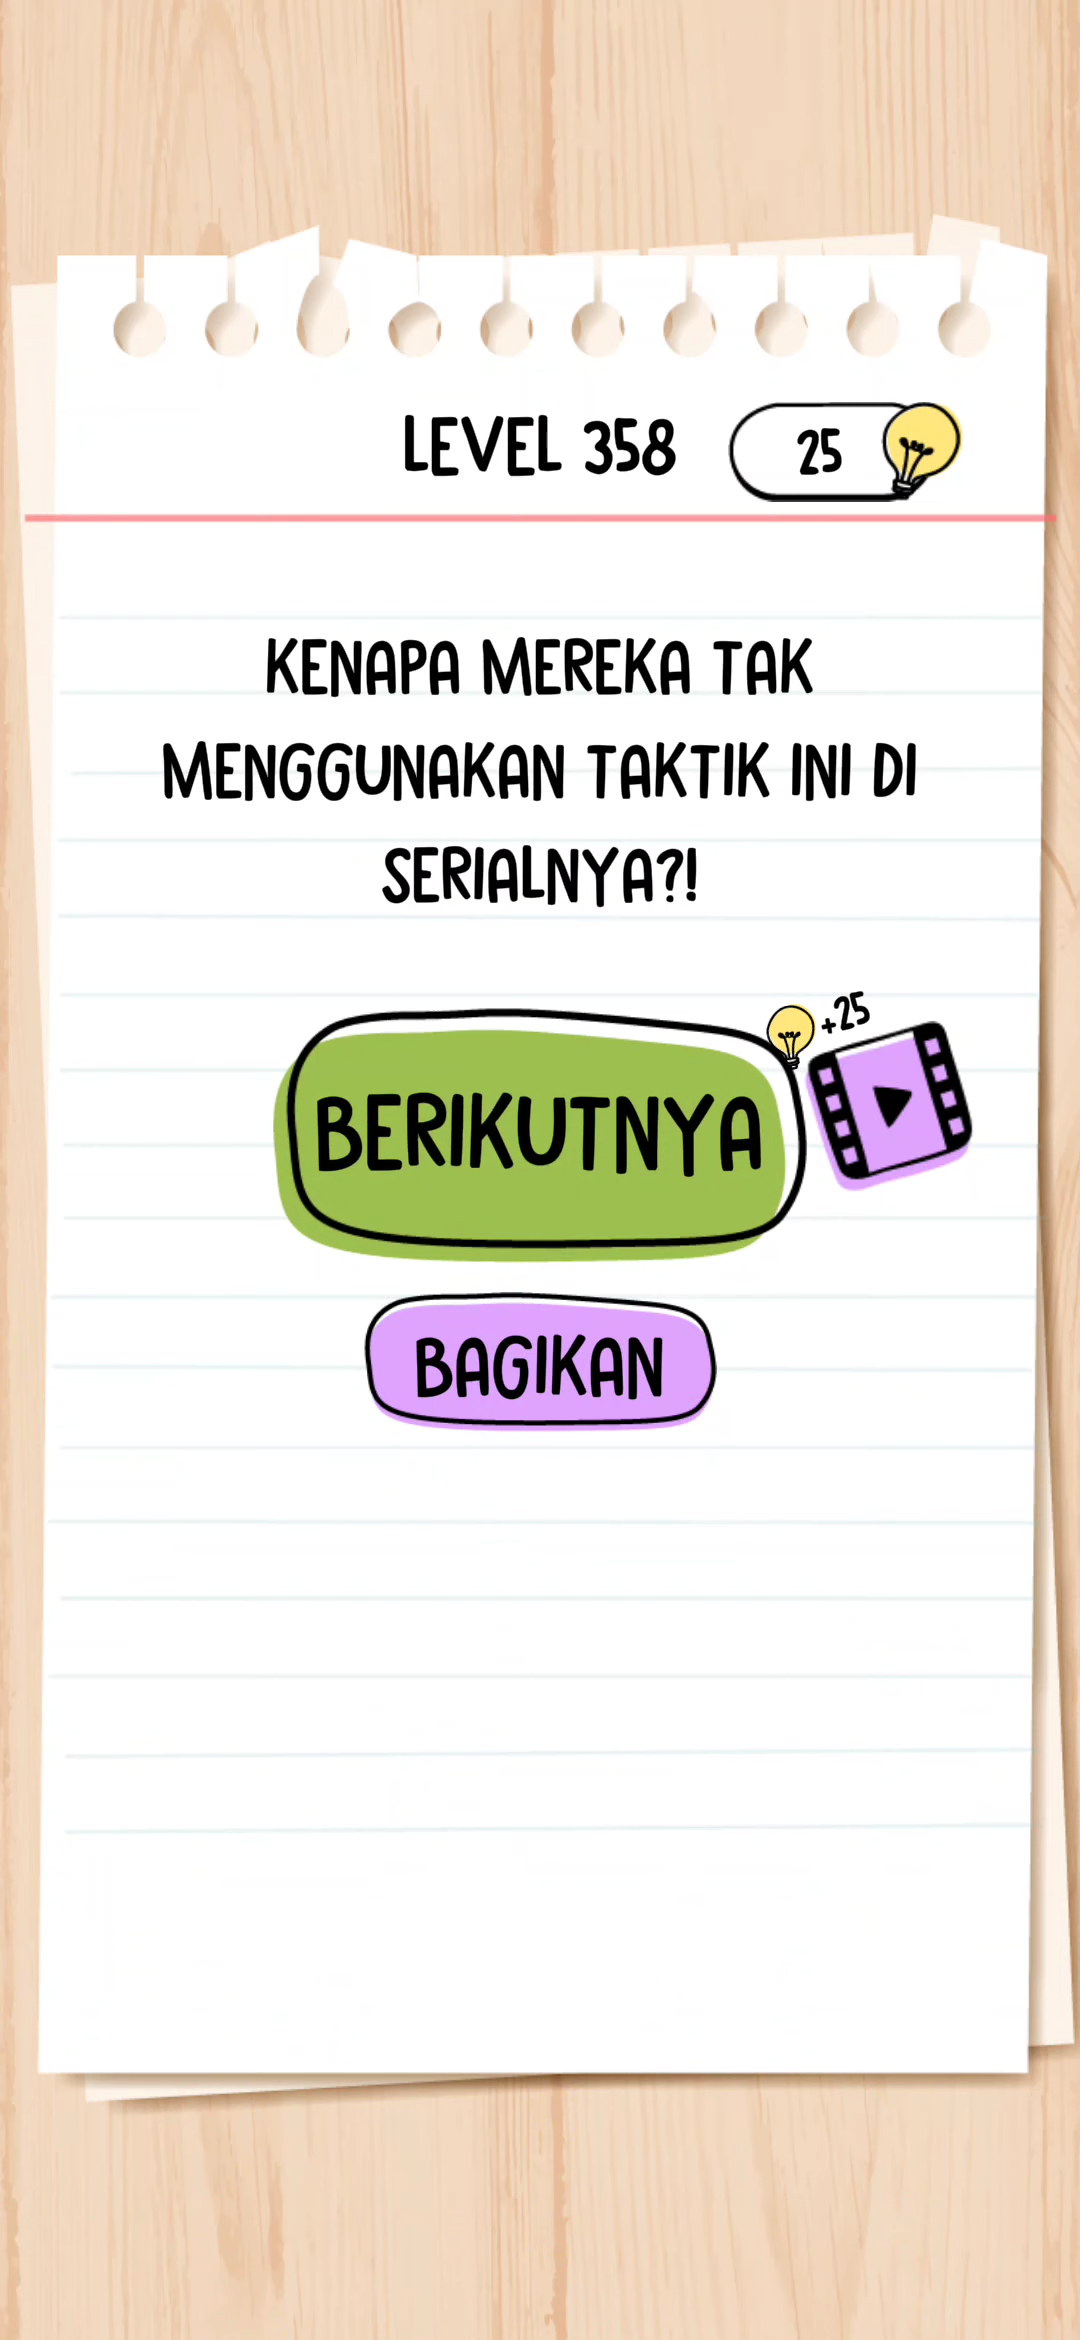 LEVEL 358
25
KENAPA MEREKA TAK
MENGGUNAKAN TAKTIK INI DI
SERIALNYA?!
+25
BERIKUTNYA
BAGIKAN